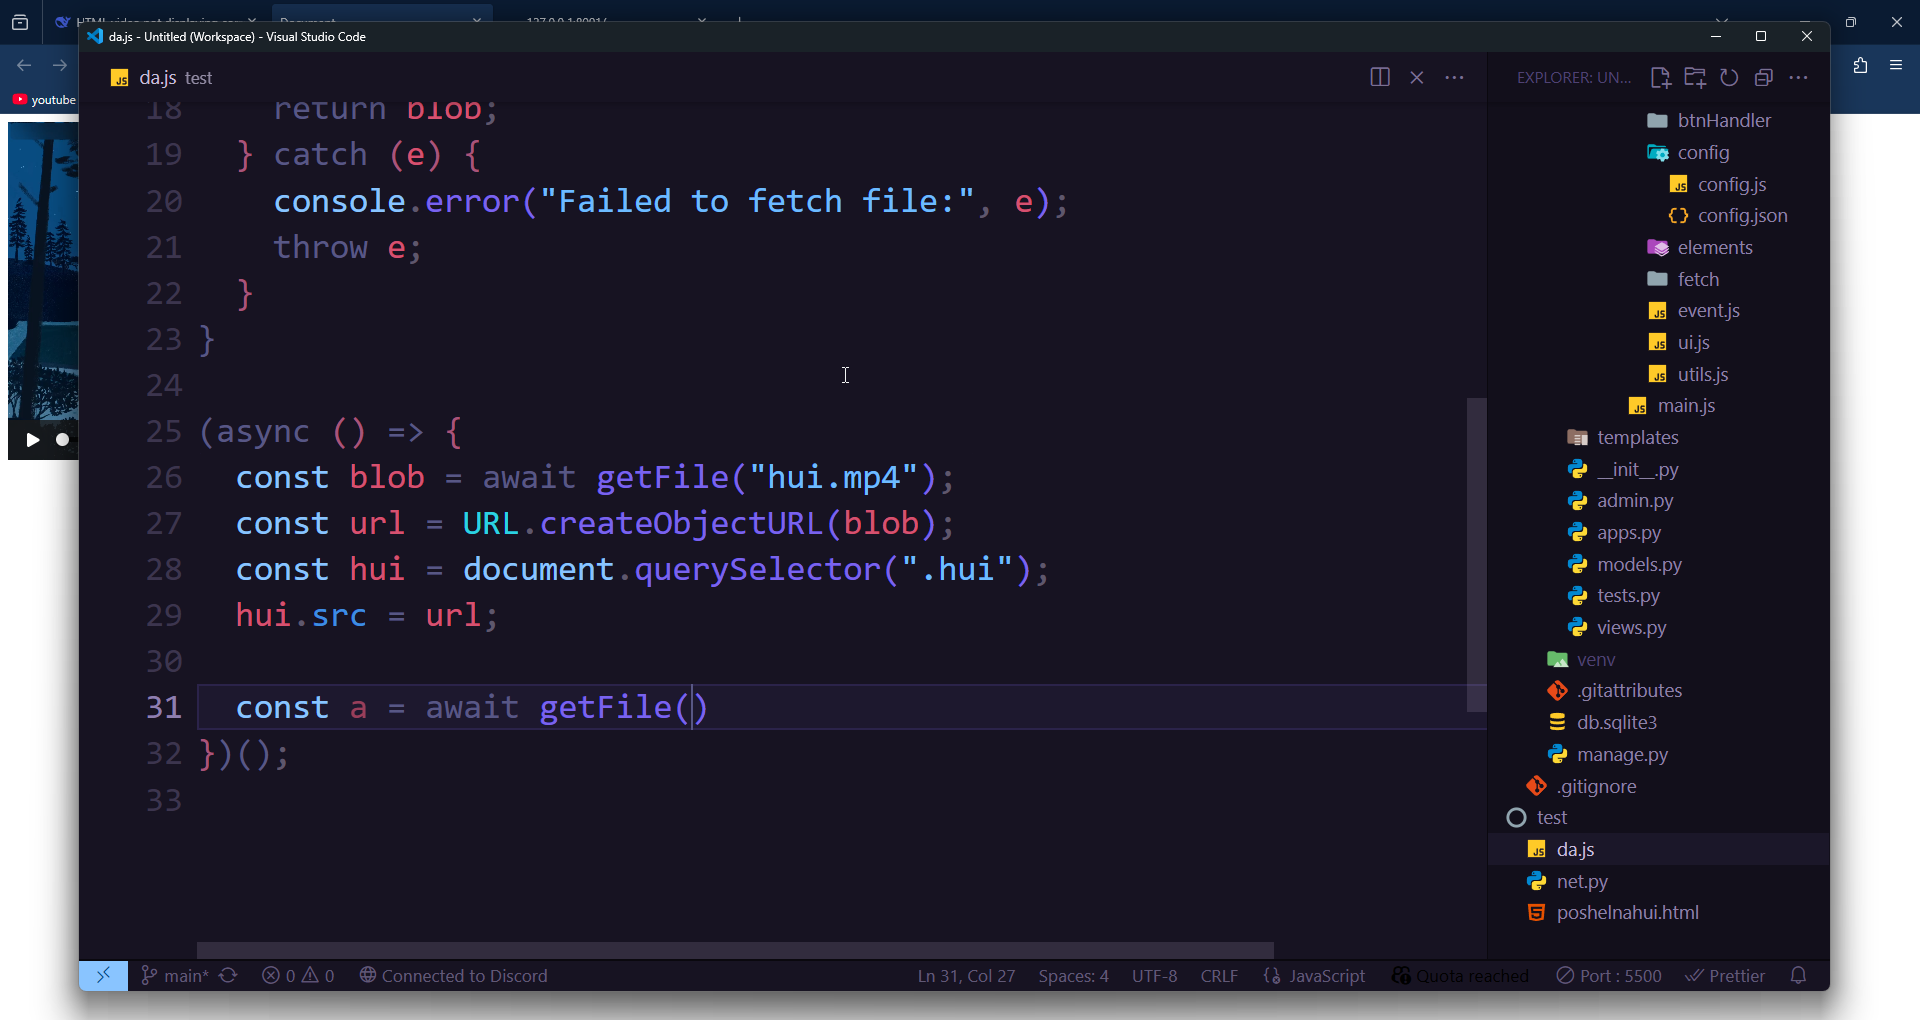 da.js - Untitled (Workspace) - Visual Studio Code
youtube
da.js test
EXPLORER: UN...
18 return blob;
19 } catch (e) {
20 console.error("Failed to fetch file:", e);
21 throw e;
22 }
23 }
24
25 (async () => {
26 const blob = await getFile("hui.mp4");
27 const url = URL.createObjectURL(blob);
28 const hui = document.querySelector(".hui");
29 hui.src = url;
30
31 const a = await getFile()
32 })();
33
btnHandler
config
config.js
config.json
elements
fetch
event.js
ui.js
utils.js
main.js
templates
__init__.py
admin.py
apps.py
models.py
tests.py
views.py
venv
.gitattributes
db.sqlite3
manage.py
.gitignore
test
da.js
net.py
poshelnahui.html
main* 0 0 Connected to Discord Ln 31, Col 27 Spaces: 4 UTF-8 CRLF JavaScript Quota reached Port : 5500 Prettier